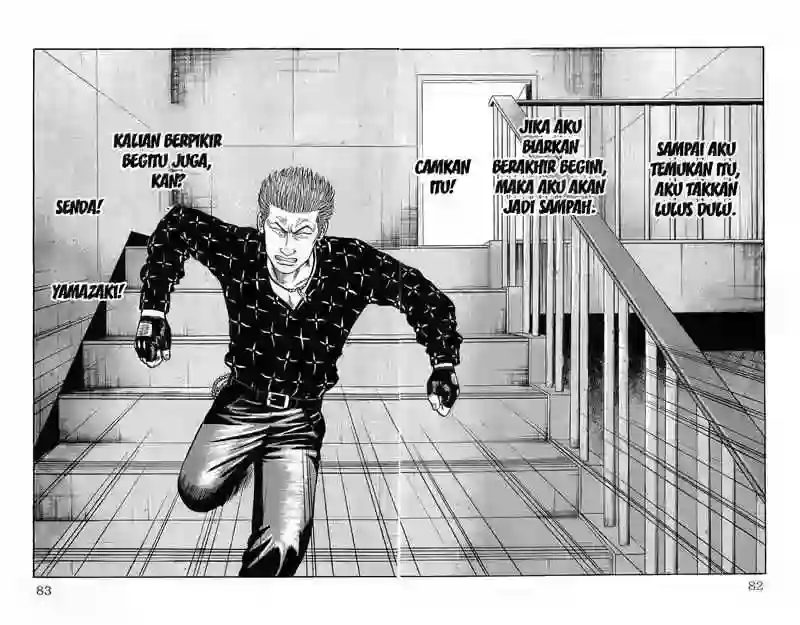 SAMPAI AKU
TEMUKAN ITU,
AKU TAKKAN
LULUS DULU.
JIKA AKU
BIARKAN
BERAKHIR BEGINI,
MAKA AKU AKAN
JADI SAMPAH.
CAMKAN
ITU!
KALIAN BERPIKIR
BEGITU JUGA,
KAN?
SENDA!
YAMAZAKI!
82
83